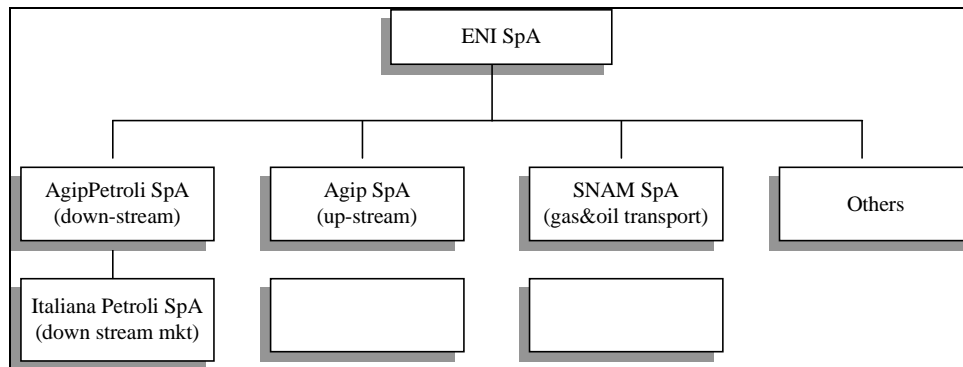 ENI SpA
AgipPetroli SpA
(down-stream)
Agip SpA
(up-stream)
SNAM SpA
(gas&oil transport)
Others
Italiana Petroli SpA
(down stream mkt)